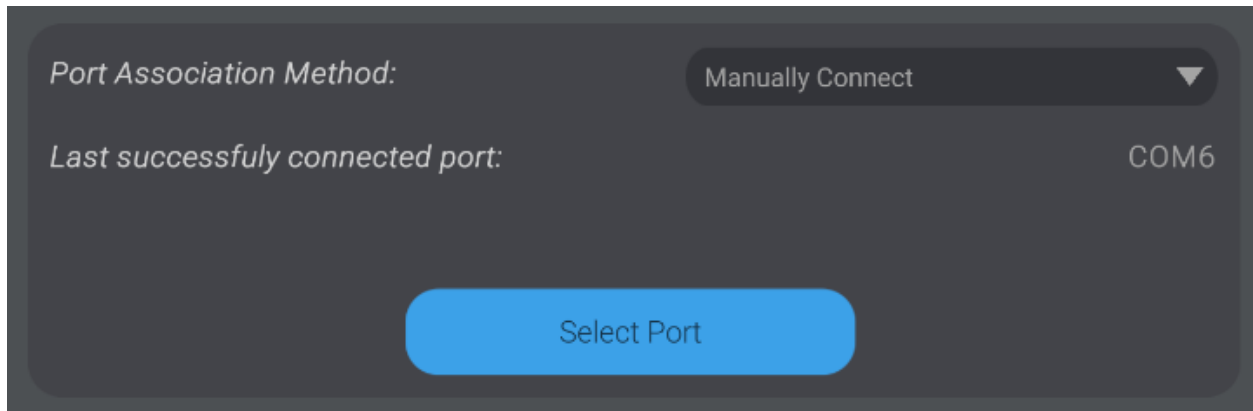 Port Association Method:
Manually Connect
Last successfuly connected port:
COM6
Select Port